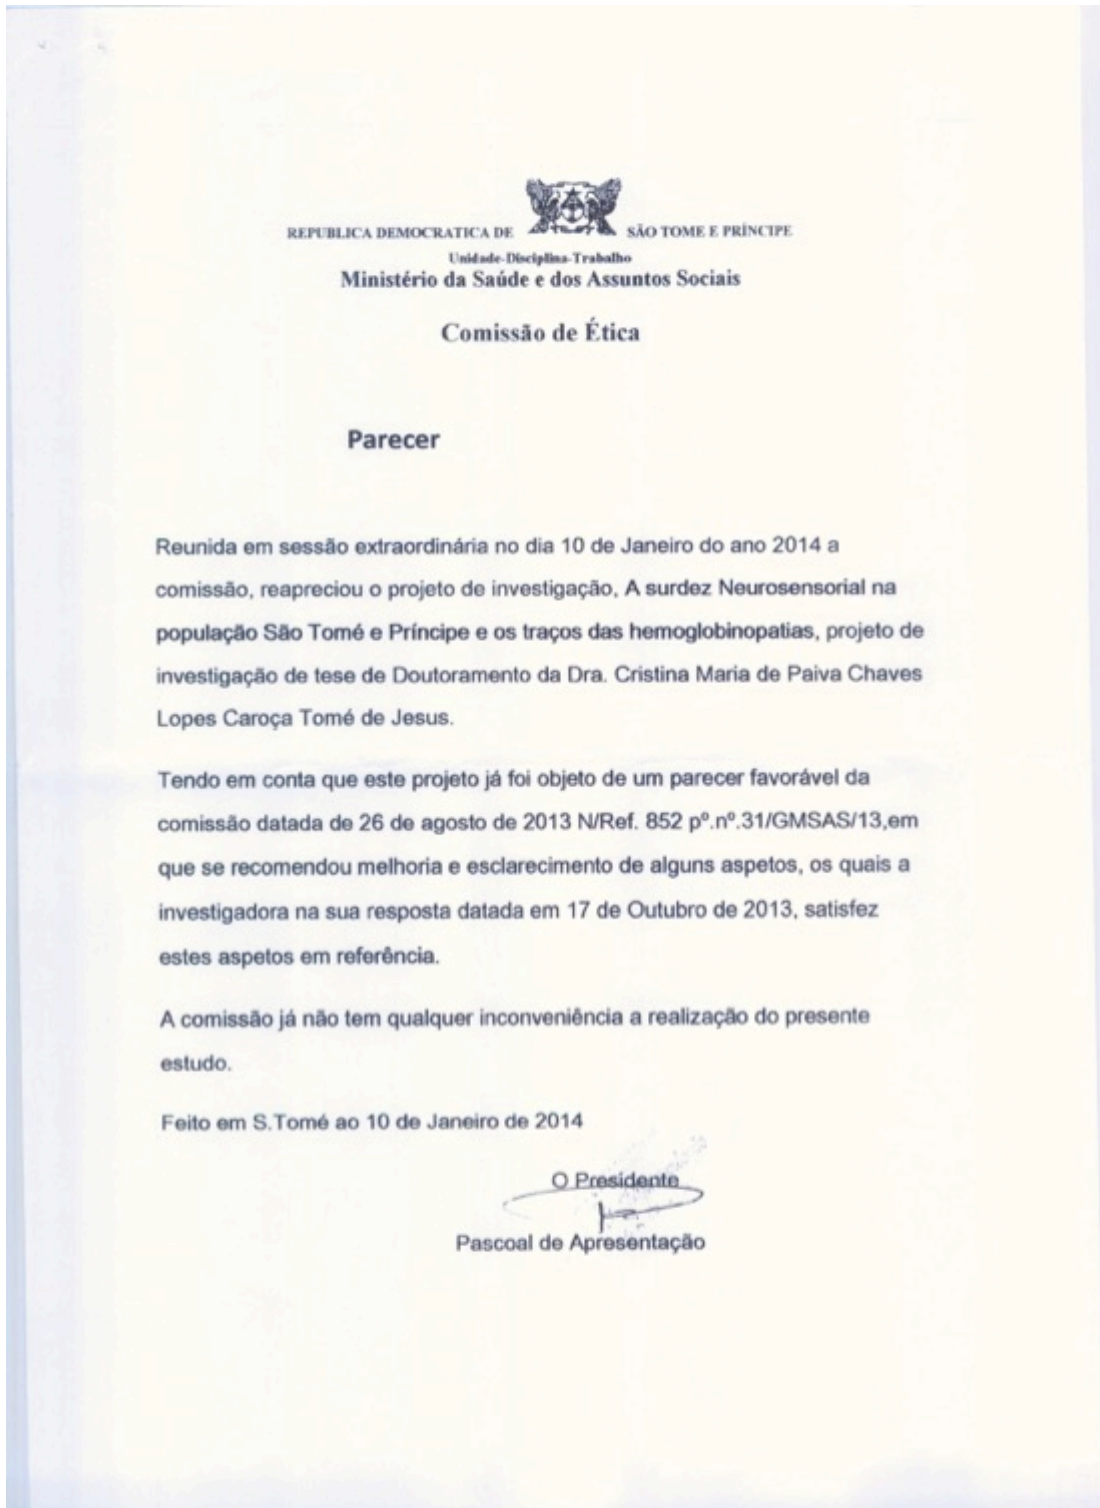 REPUBLICA DEMOCRATICA DE SÃO TOME E PRÍNCIPE
Unidade-Disciplina-Trabalho
Ministério da Saúde e dos Assuntos Sociais
Comissão de Ética
Parecer
Reunida em sessão extraordinária no dia 10 de Janeiro do ano 2014 a
comissão, reapreciou o projeto de investigação, A surdez Neurosensorial na
população São Tomé e Príncipe e os traços das hemoglobinopatias, projeto de
investigação de tese de Doutoramento da Dra. Cristina Maria de Paiva Chaves
Lopes Caroça Tomé de Jesus.
Tendo em conta que este projeto já foi objeto de um parecer favorável da
comissão datada de 26 de agosto de 2013 N/Ref. 852 pº.nº.31/GMSAS/13,em
que se recomendou melhoria e esclarecimento de alguns aspetos, os quais a
investigadora na sua resposta datada em 17 de Outubro de 2013, satisfez
estes aspetos em referência.
A comissão já não tem qualquer inconveniência a realização do presente
estudo.
Feito em S.Tomé ao 10 de Janeiro de 2014
O Presidente
Pascoal de Apresentação